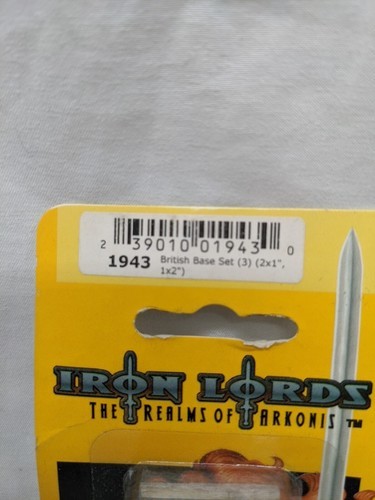 2 39010 01943 0
1943 British Base Set (3) (2x1",
1x2")
IRON LORDS
THE REALMS OF ARKONIS TM